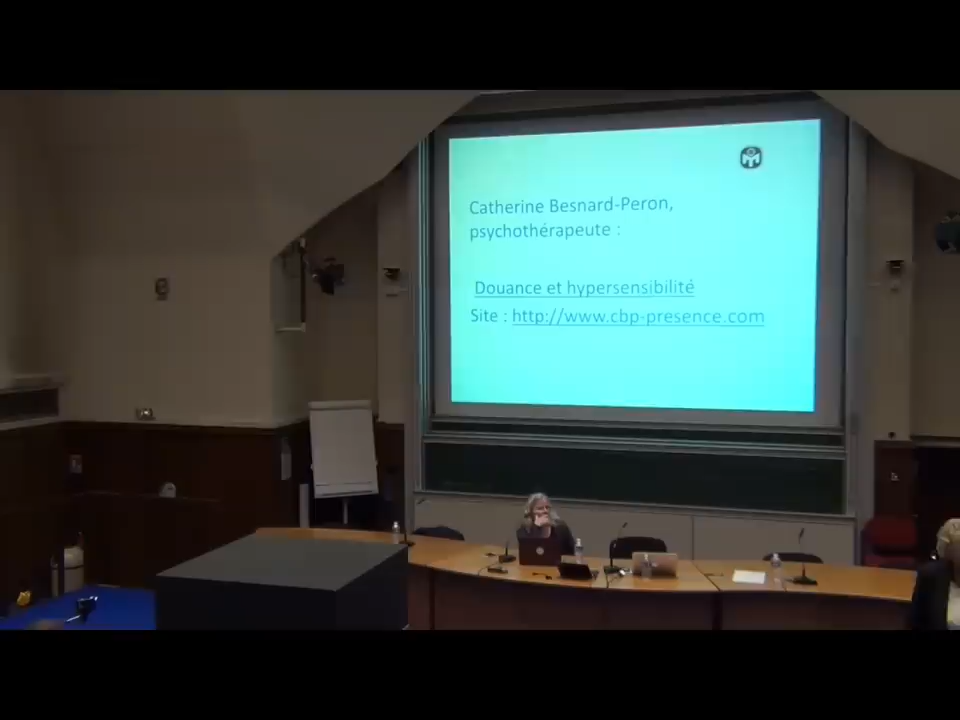 Catherine Besnard-Peron,
psychothérapeute :
Douance et hypersensibilité
Site : http://www.cbp-presence.com